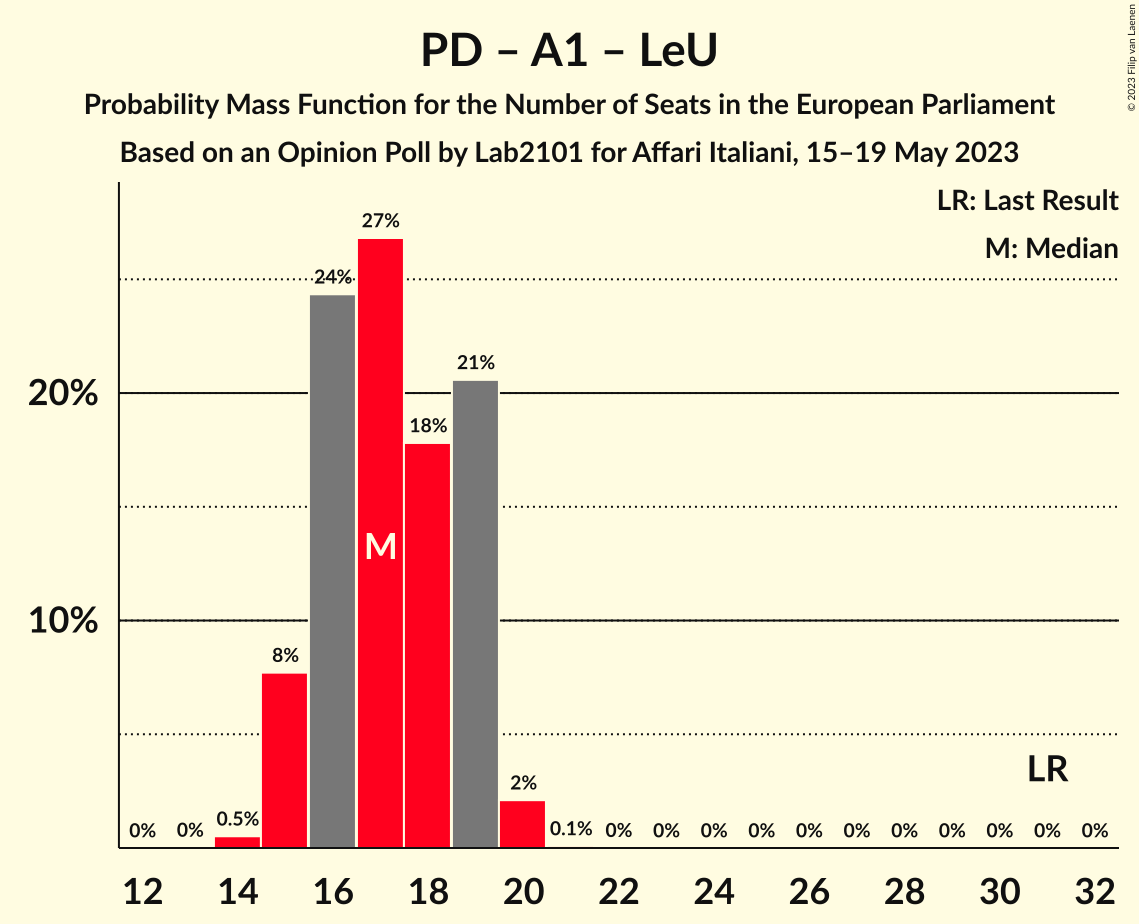 PD – A1 – LeU
Probability Mass Function for the Number of Seats in the European Parliament
Based on an Opinion Poll by Lab2101 for Affari Italiani, 15–19 May 2023
© 2023 Filip van Laenen
LR: Last Result
M: Median
27%
24%
21%
20%
18%
M
10%
8%
2%
LR
0% 0% 0.5% 0.1% 0% 0% 0% 0% 0% 0% 0% 0% 0% 0% 0%
12 14 16 18 20 22 24 26 28 30 32